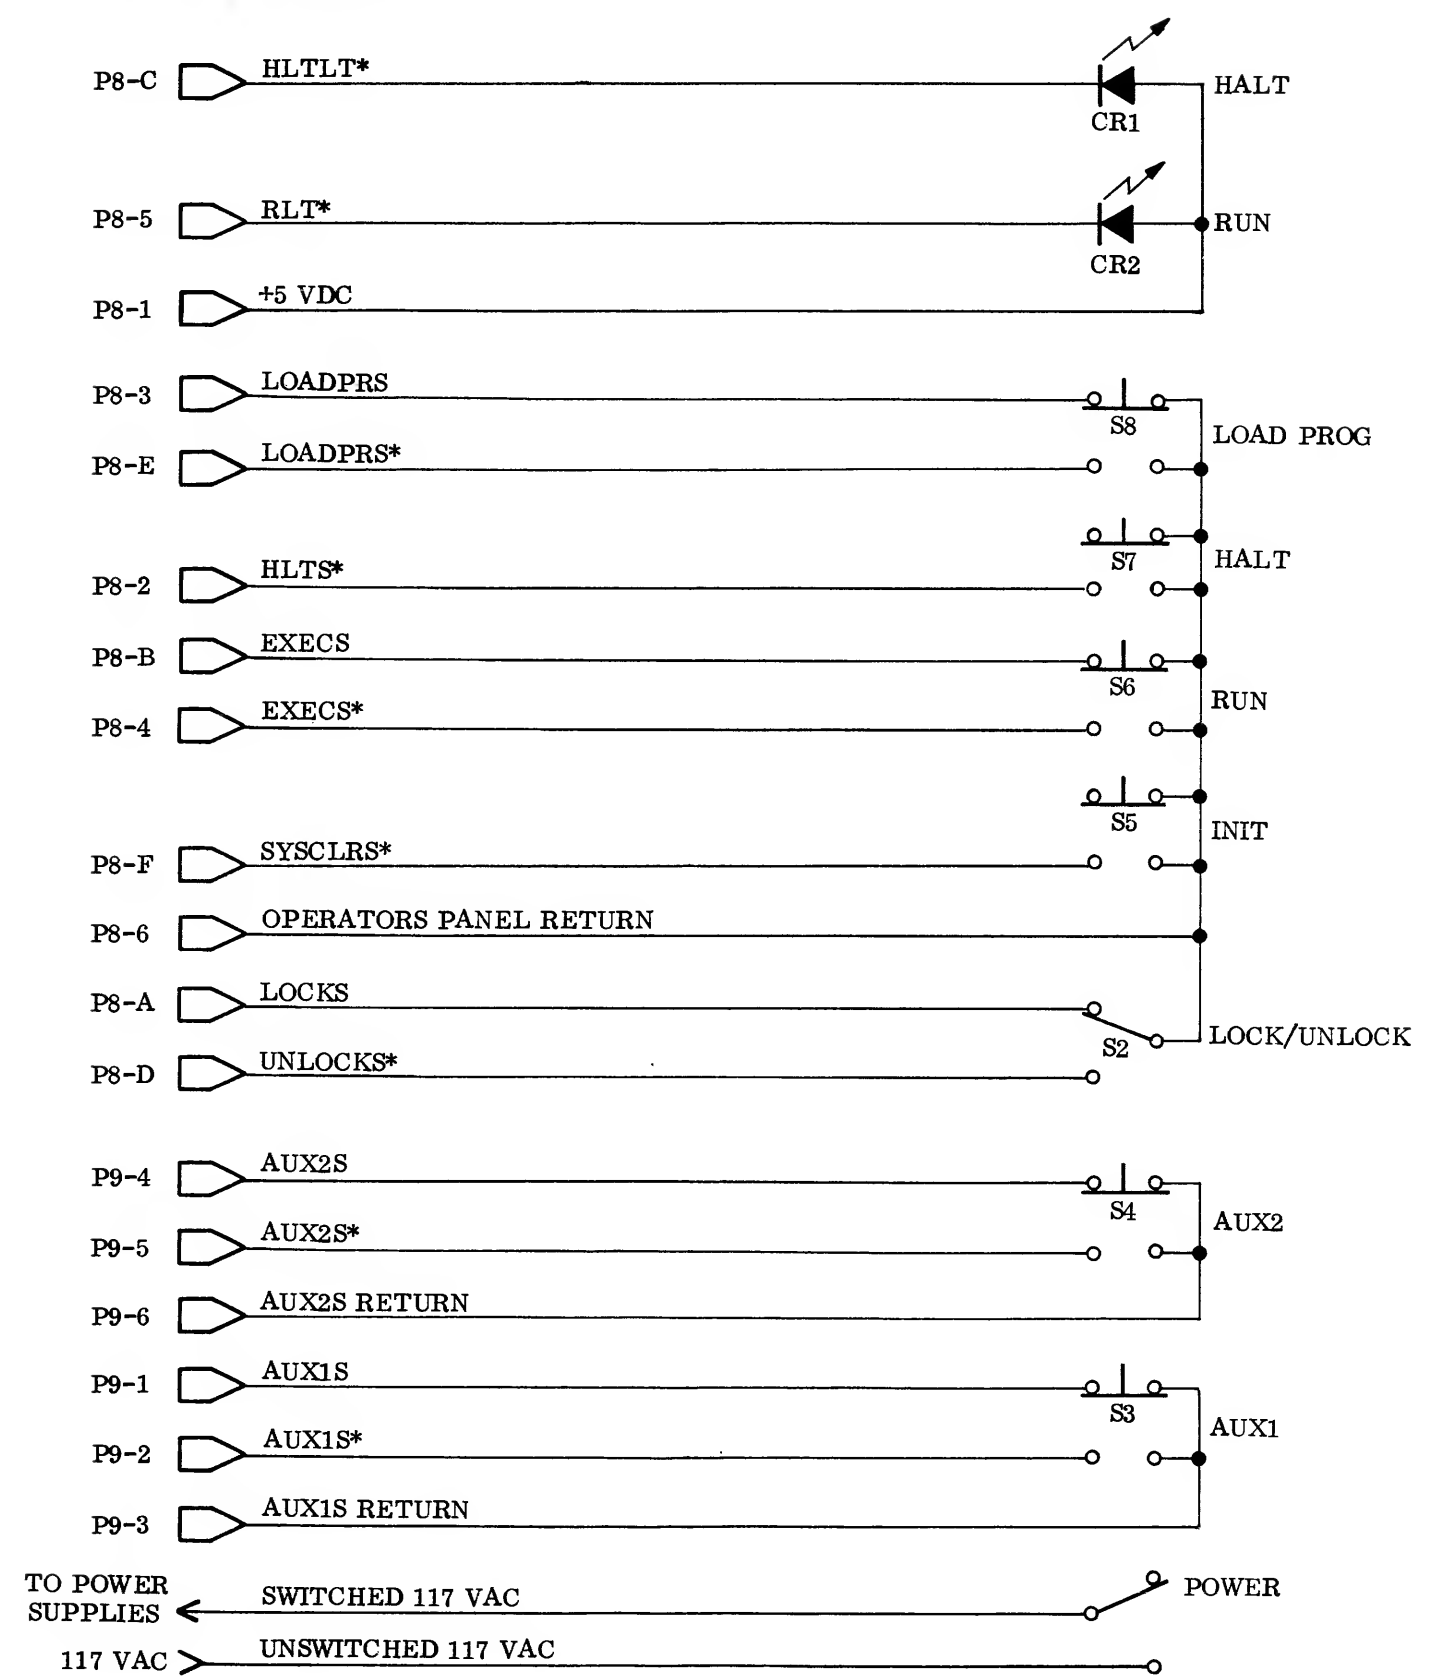 P8-C HLTLT* HALT
CR1
P8-5 RLT* RUN
CR2
P8-1 +5 VDC
P8-3 LOADPRS
S8
LOAD PROG
P8-E LOADPRS*
S7
HALT
P8-2 HLTS*
P8-B EXECS
S6
RUN
P8-4 EXECS*
S5
INIT
P8-F SYSCLRS*
P8-6 OPERATORS PANEL RETURN
P8-A LOCKS
S2 LOCK/UNLOCK
P8-D UNLOCKS*
P9-4 AUX2S
S4
AUX2
P9-5 AUX2S*
P9-6 AUX2S RETURN
P9-1 AUX1S
S3
AUX1
P9-2 AUX1S*
P9-3 AUX1S RETURN
TO POWER
SUPPLIES
SWITCHED 117 VAC POWER
117 VAC UNSWITCHED 117 VAC